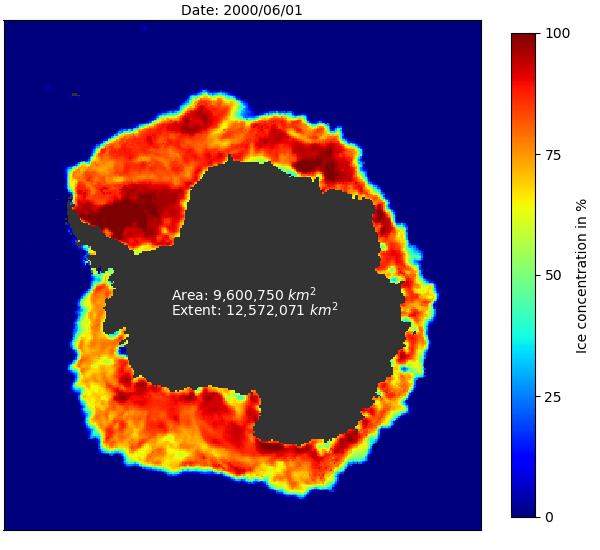 Date: 2000/06/01
100
75
50
25
0
Ice concentration in %
Area: 9,600,750 km²
Extent: 12,572,071 km²